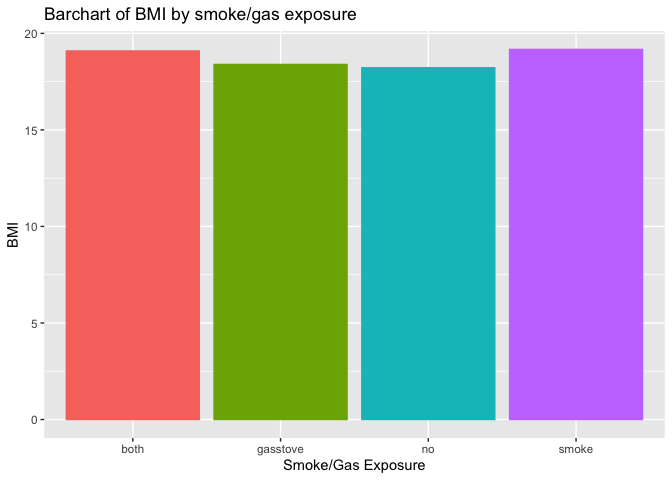 Barchart of BMI by smoke/gas exposure
20
15
10
5
0
BMI
both gasstove no smoke
Smoke/Gas Exposure